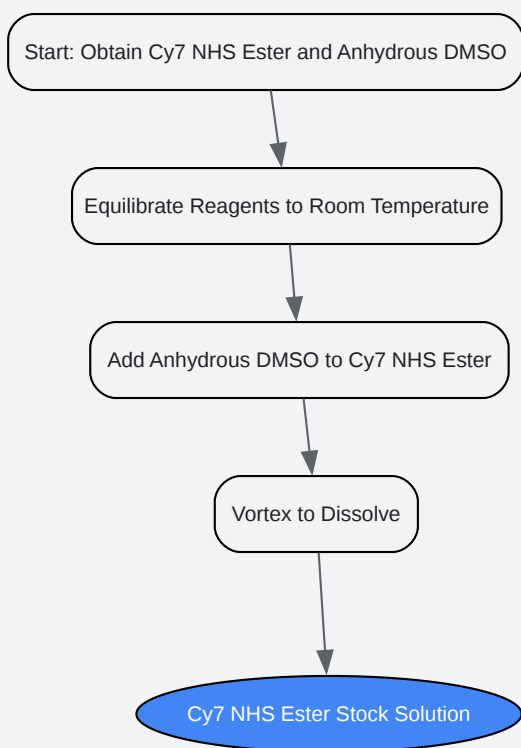 Start: Obtain Cy7 NHS Ester and Anhydrous DMSO
Equilibrate Reagents to Room Temperature
Add Anhydrous DMSO to Cy7 NHS Ester
Vortex to Dissolve
Cy7 NHS Ester Stock Solution